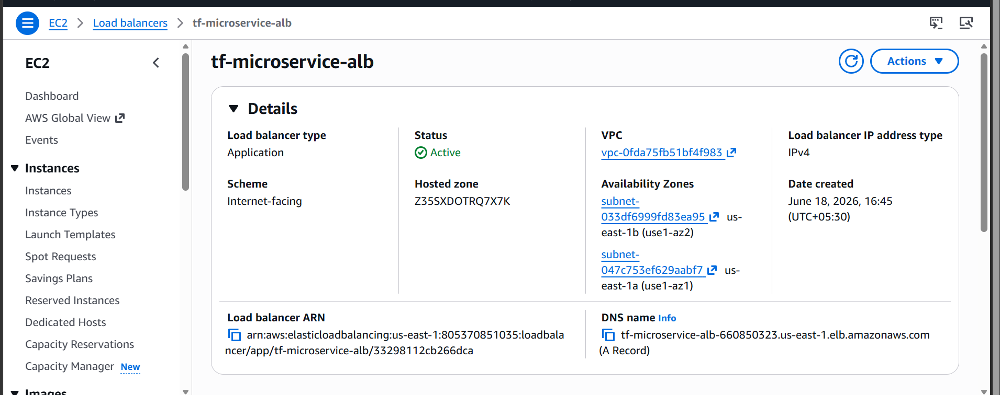 EC2 > Load balancers > tf-microservice-alb
EC2
Dashboard
AWS Global View
Events
Instances
Instances
Instance Types
Launch Templates
Spot Requests
Savings Plans
Reserved Instances
Dedicated Hosts
Capacity Reservations
Capacity Manager New
Images
tf-microservice-alb
Actions
Details
Load balancer type
Application
Scheme
Internet-facing
Status
Active
Hosted zone
Z35SXDOTRQ7X7K
VPC
vpc-0fda75fb51bf4f983
Availability Zones
subnet-
033df6999fd83ea95 us-
east-1b (use1-az2)
subnet-
047c753ef629aabf7 us-
east-1a (use1-az1)
Load balancer IP address type
IPv4
Date created
June 18, 2026, 16:45
(UTC+05:30)
Load balancer ARN
arn:aws:elasticloadbalancing:us-east-1:805370851035:loadbala
ncer/app/tf-microservice-alb/33298112cb266dca
DNS name Info
tf-microservice-alb-660850323.us-east-1.elb.amazonaws.com
(A Record)